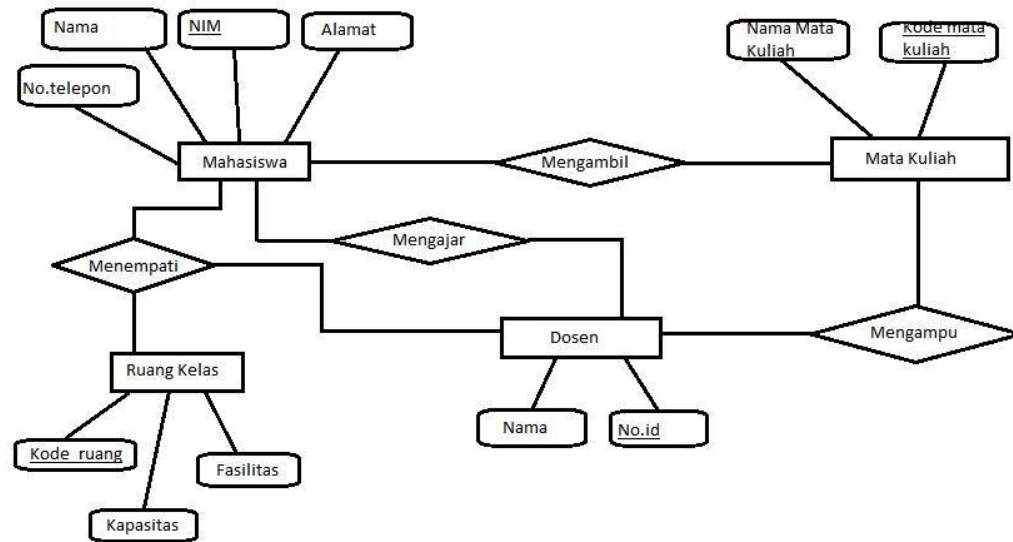 Nama
NIM
Alamat
No.telepon
Nama Mata
Kuliah
Kode mata
kuliah
Mahasiswa
Mengambil
Mata Kuliah
Mengajar
Menempati
Dosen
Mengampu
Ruang Kelas
Nama
No.id
Kode ruang
Fasilitas
Kapasitas